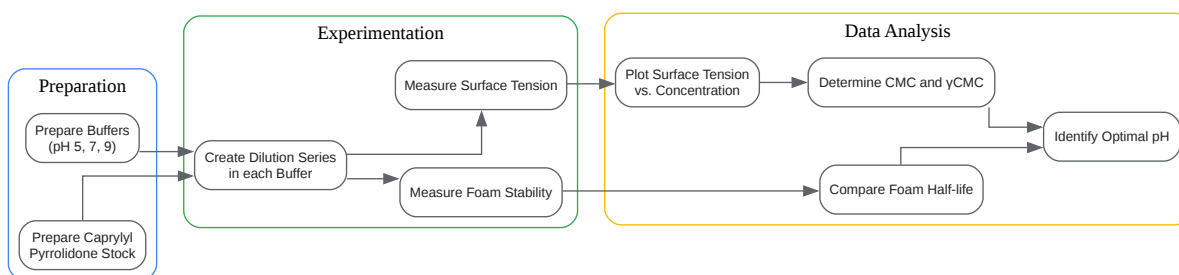 Preparation
Prepare Buffers
(pH 5, 7, 9)
Prepare Caprylyl
Pyrrolidone Stock
Experimentation
Create Dilution Series
in each Buffer
Measure Surface Tension
Measure Foam Stability
Data Analysis
Plot Surface Tension
vs. Concentration
Determine CMC and γCMC
Compare Foam Half-life
Identify Optimal pH